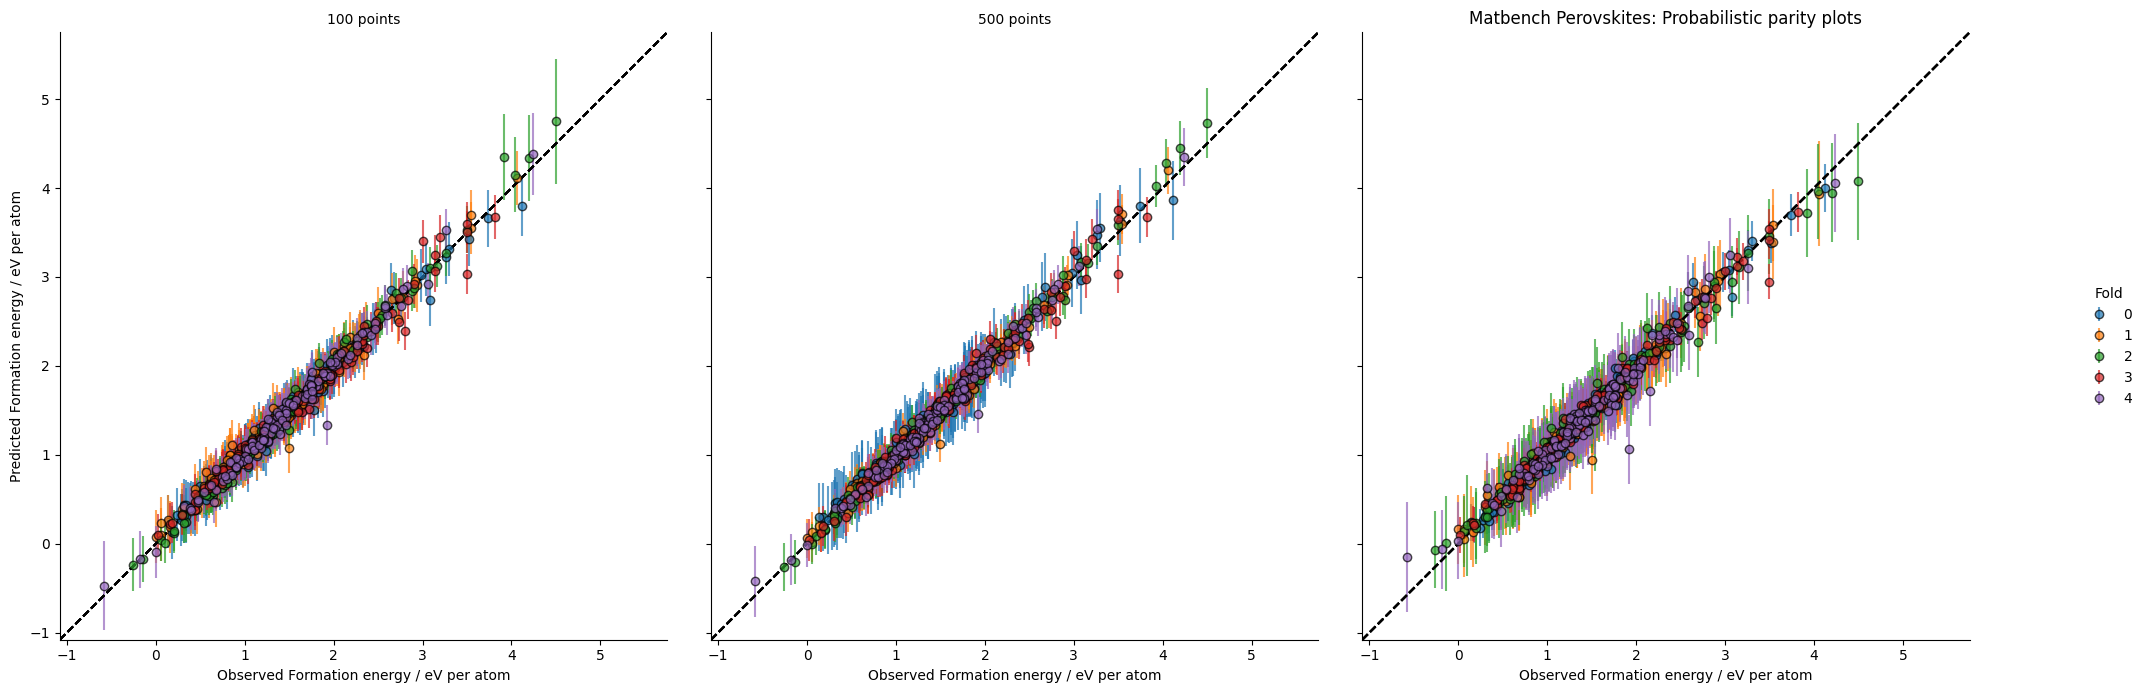 100 points
500 points
Matbench Perovskites: Probabilistic parity plots
Predicted Formation energy / eV per atom
5
4
3
2
1
0
−1
−1 0 1 2 3 4 5
−1 0 1 2 3 4 5
−1 0 1 2 3 4 5
Observed Formation energy / eV per atom
Observed Formation energy / eV per atom
Observed Formation energy / eV per atom
Fold
0
1
2
3
4